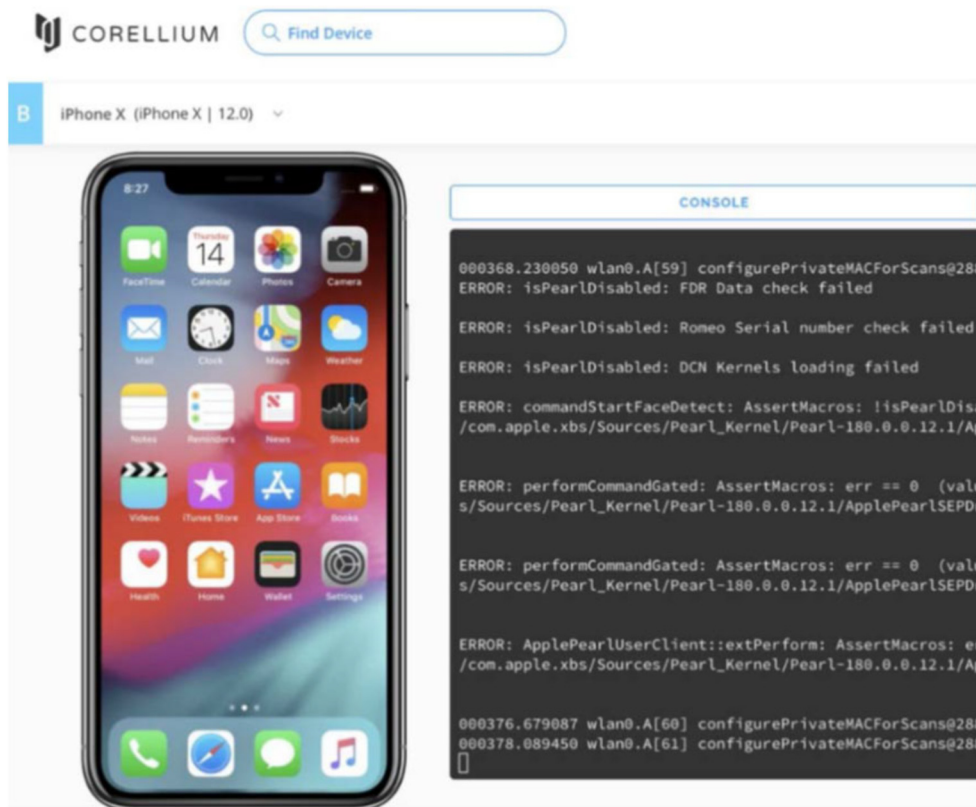 CORELLIUM
Find Device
B
iPhone X (iPhone X | 12.0)
8:27
Thursday
14
FaceTime Calendar Photos Camera
Mail Clock Maps Weather
Notes Reminders News Stocks
Videos iTunes Store App Store Books
Health Home Wallet Settings
CONSOLE
000368.230050 wlan0.A[59] configurePrivateMACForScans@28
ERROR: isPearlDisabled: FDR Data check failed
ERROR: isPearlDisabled: Romeo Serial number check failed
ERROR: isPearlDisabled: DCN Kernels loading failed
ERROR: commandStartFaceDetect: AssertMacros: !isPearlDis
/com.apple.xbs/Sources/Pearl_Kernel/Pearl-180.0.0.12.1/A
ERROR: performCommandGated: AssertMacros: err == 0 (valu
s/Sources/Pearl_Kernel/Pearl-180.0.0.12.1/ApplePearlSEPD
ERROR: performCommandGated: AssertMacros: err == 0 (valu
s/Sources/Pearl_Kernel/Pearl-180.0.0.12.1/ApplePearlSEPD
ERROR: ApplePearlUserClient::extPerform: AssertMacros: e
/com.apple.xbs/Sources/Pearl_Kernel/Pearl-180.0.0.12.1/A
000376.679087 wlan0.A[60] configurePrivateMACForScans@28
000378.089450 wlan0.A[61] configurePrivateMACForScans@28